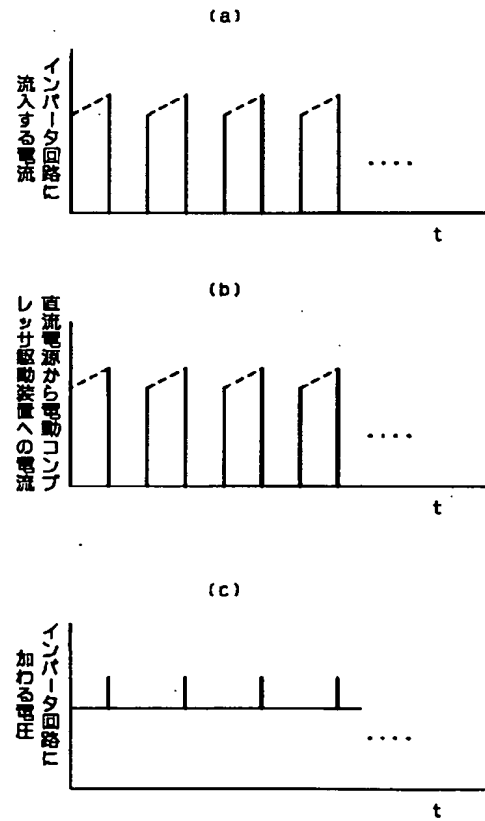 (a)
インバータ回路に
流入する電流
‥‥
t
(b)
直流電源から電動コンプ
レッサ駆動装置への電流
‥‥
t
(c)
インバータ回路に
加わる電圧
‥‥
t